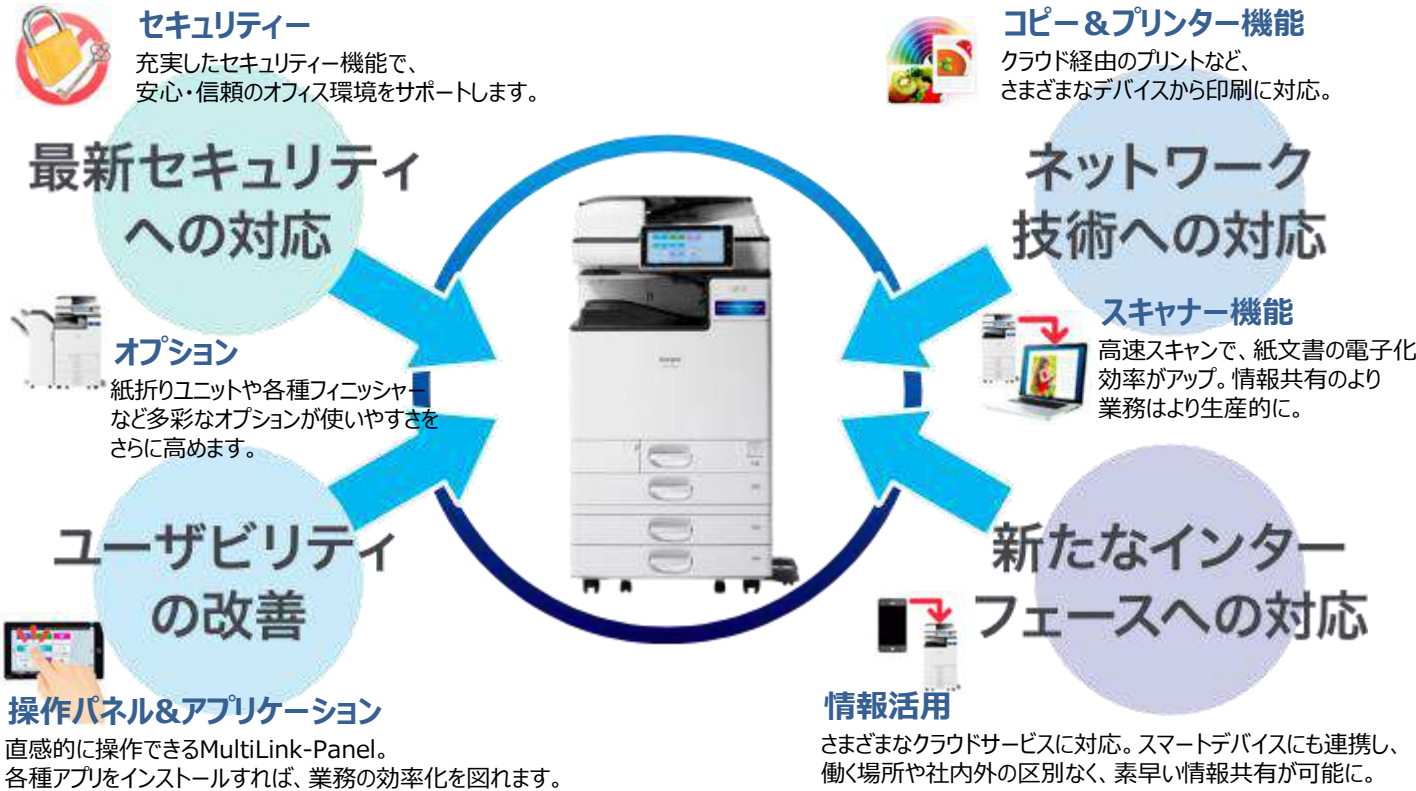 セキュリティー
充実したセキュリティー機能で、
安心・信頼のオフィス環境をサポートします。
最新セキュリティ
への対応
コピー＆プリンター機能
クラウド経由のプリントなど、
さまざまなデバイスから印刷に対応。
ネットワーク
技術への対応
オプション
紙折りユニットや各種フィニッシャー
など多彩なオプションが使いやすさを
さらに高めます。
スキャナー機能
高速スキャンで、紙文書の電子化
効率がアップ。情報共有のより
業務はより生産的に。
ユーザビリティ
の改善
新たなインター
フェースへの対応
操作パネル&アプリケーション
直感的に操作できるMultiLink-Panel。
各種アプリをインストールすれば、業務の効率化を図れます。
情報活用
さまざまなクラウドサービスに対応。スマートデバイスにも連携し、
働く場所や社内外の区別なく、素早い情報共有が可能に。